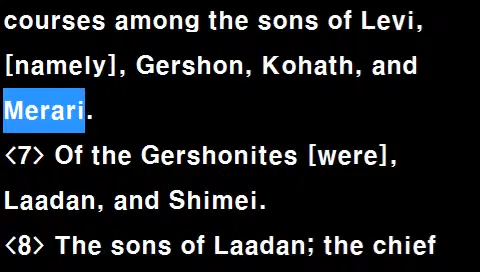 courses among the sons of Levi,
[namely], Gershon, Kohath, and
Merari.
<7> Of the Gershonites [were],
Laadan, and Shimei.
<8> The sons of Laadan; the chief